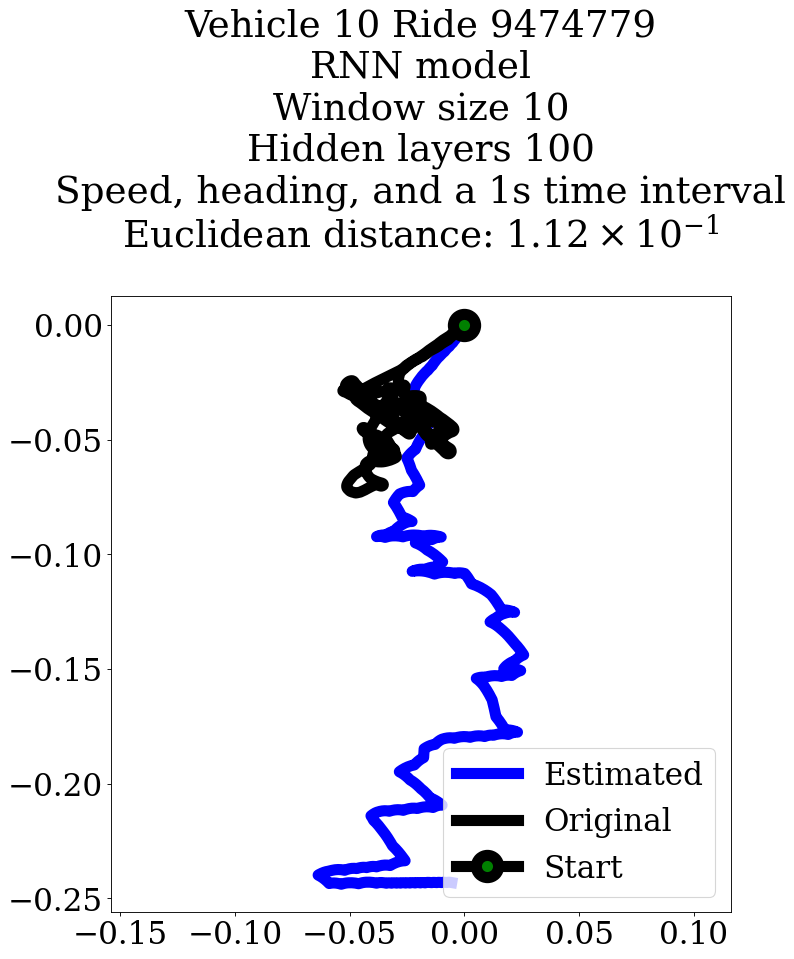 Vehicle 10 Ride 9474779
RNN model
Window size 10
Hidden layers 100
Speed, heading, and a 1s time interval
Euclidean distance: 1.12 × 10⁻¹
0.00
−0.05
−0.10
−0.15
−0.20
−0.25
Estimated
Original
Start
−0.15 −0.10 −0.05 0.00 0.05 0.10